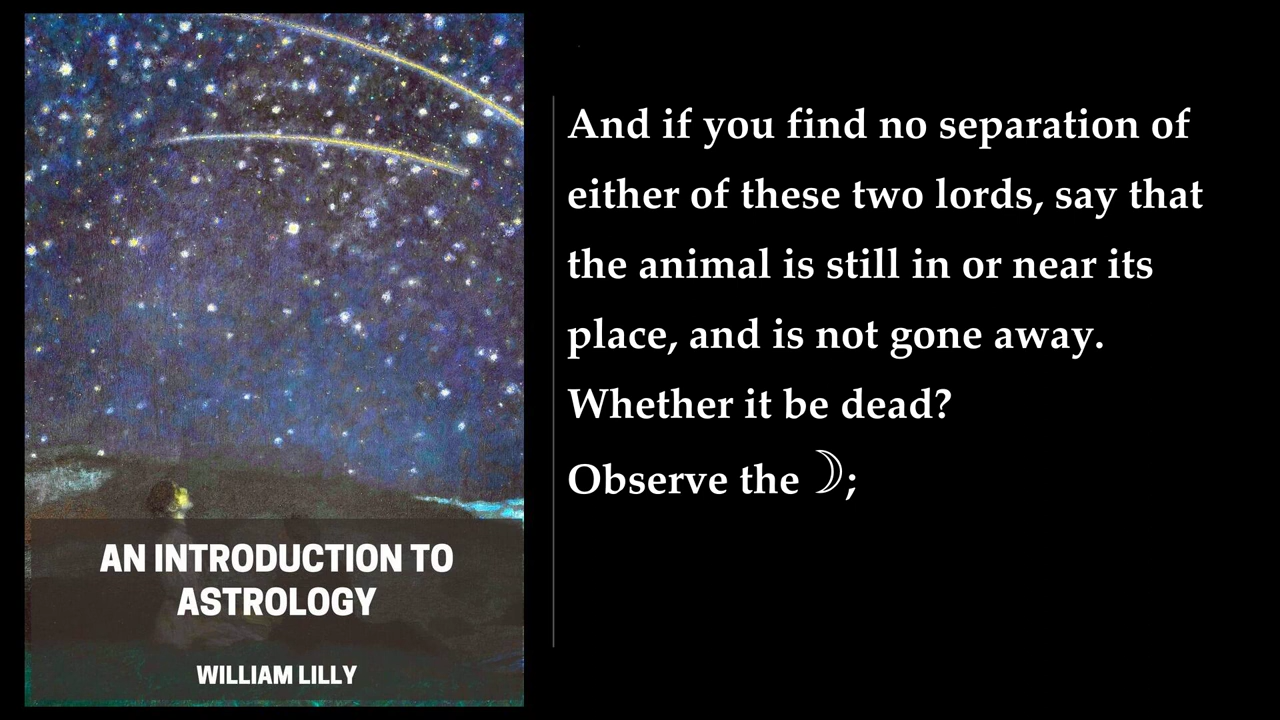 AN INTRODUCTION TO
ASTROLOGY
WILLIAM LILLY
And if you find no separation of
either of these two lords, say that
the animal is still in or near its
place, and is not gone away.
Whether it be dead?
Observe the ☽;